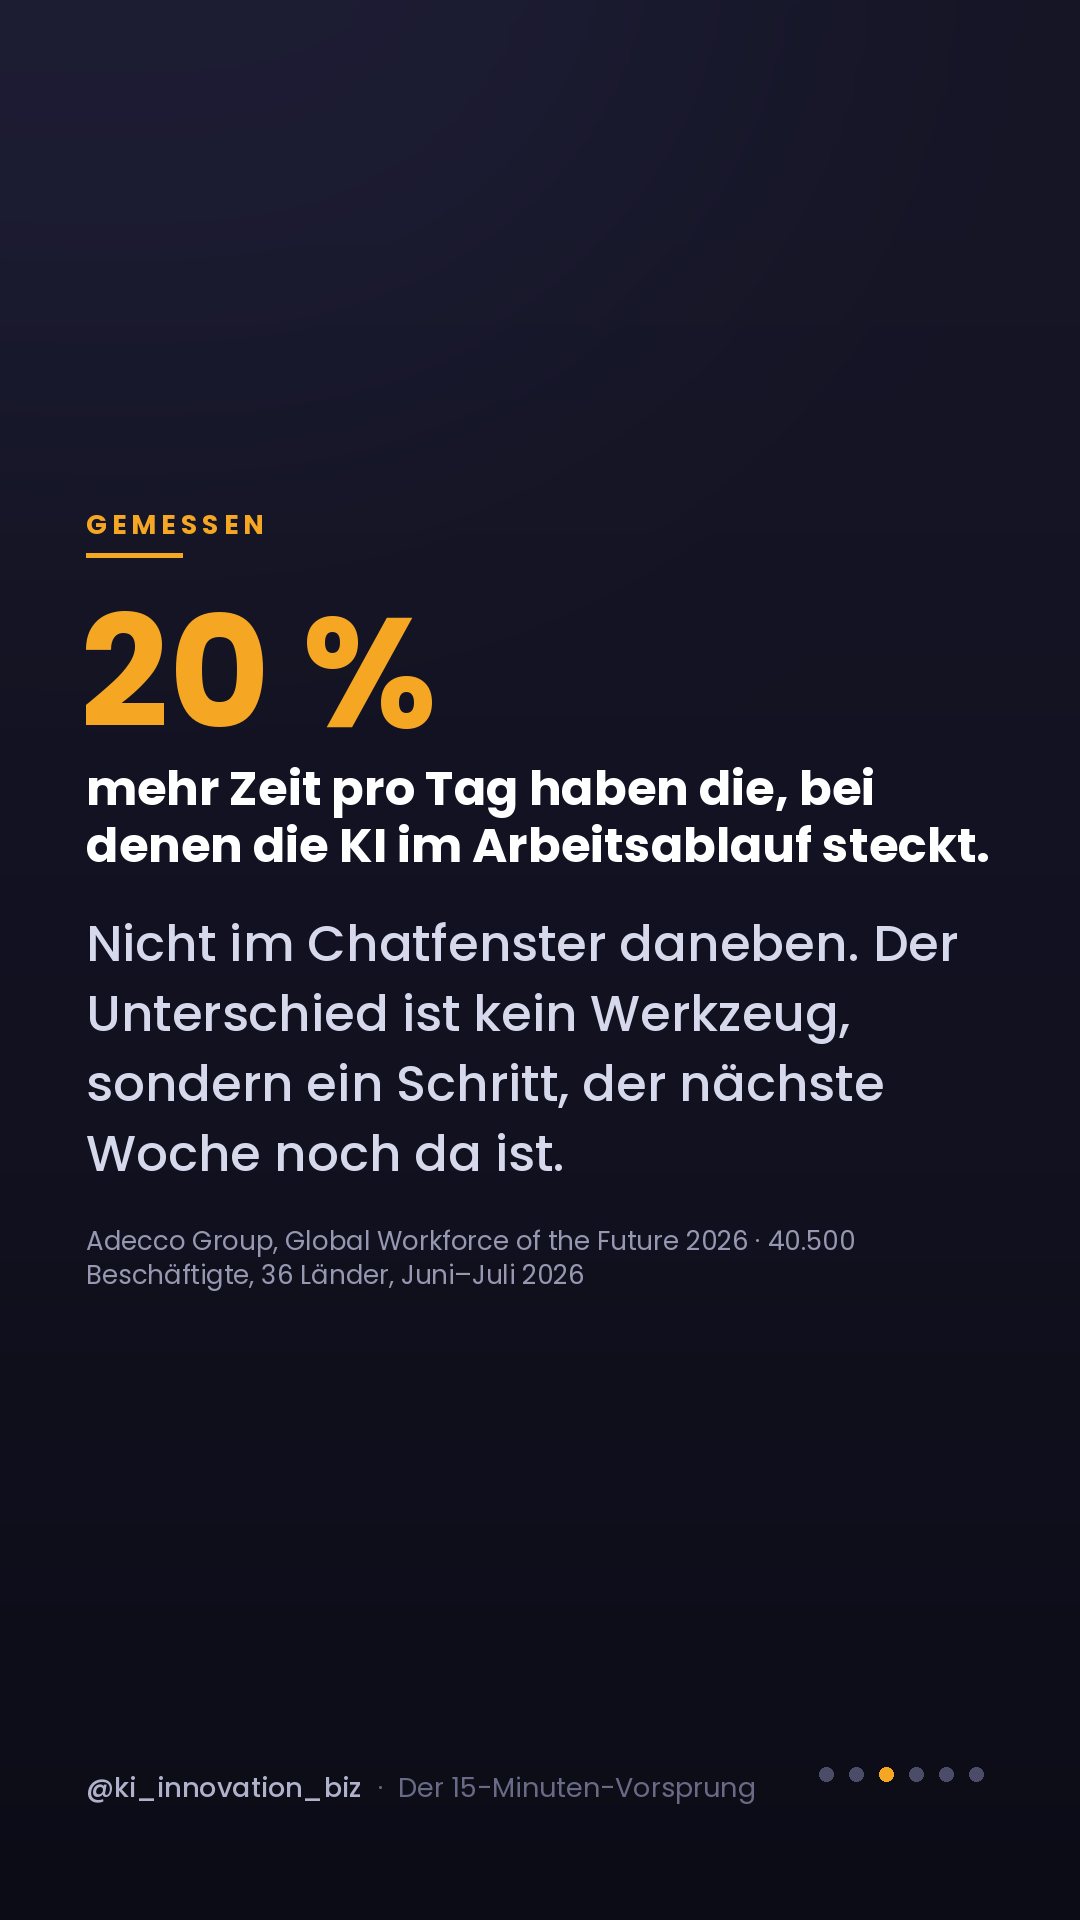 GEMESSEN
20 %
mehr Zeit pro Tag haben die, bei
denen die KI im Arbeitsablauf steckt.
Nicht im Chatfenster daneben. Der
Unterschied ist kein Werkzeug,
sondern ein Schritt, der nächste
Woche noch da ist.
Adecco Group, Global Workforce of the Future 2026 · 40.500
Beschäftigte, 36 Länder, Juni–Juli 2026
@ki_innovation_biz · Der 15-Minuten-Vorsprung